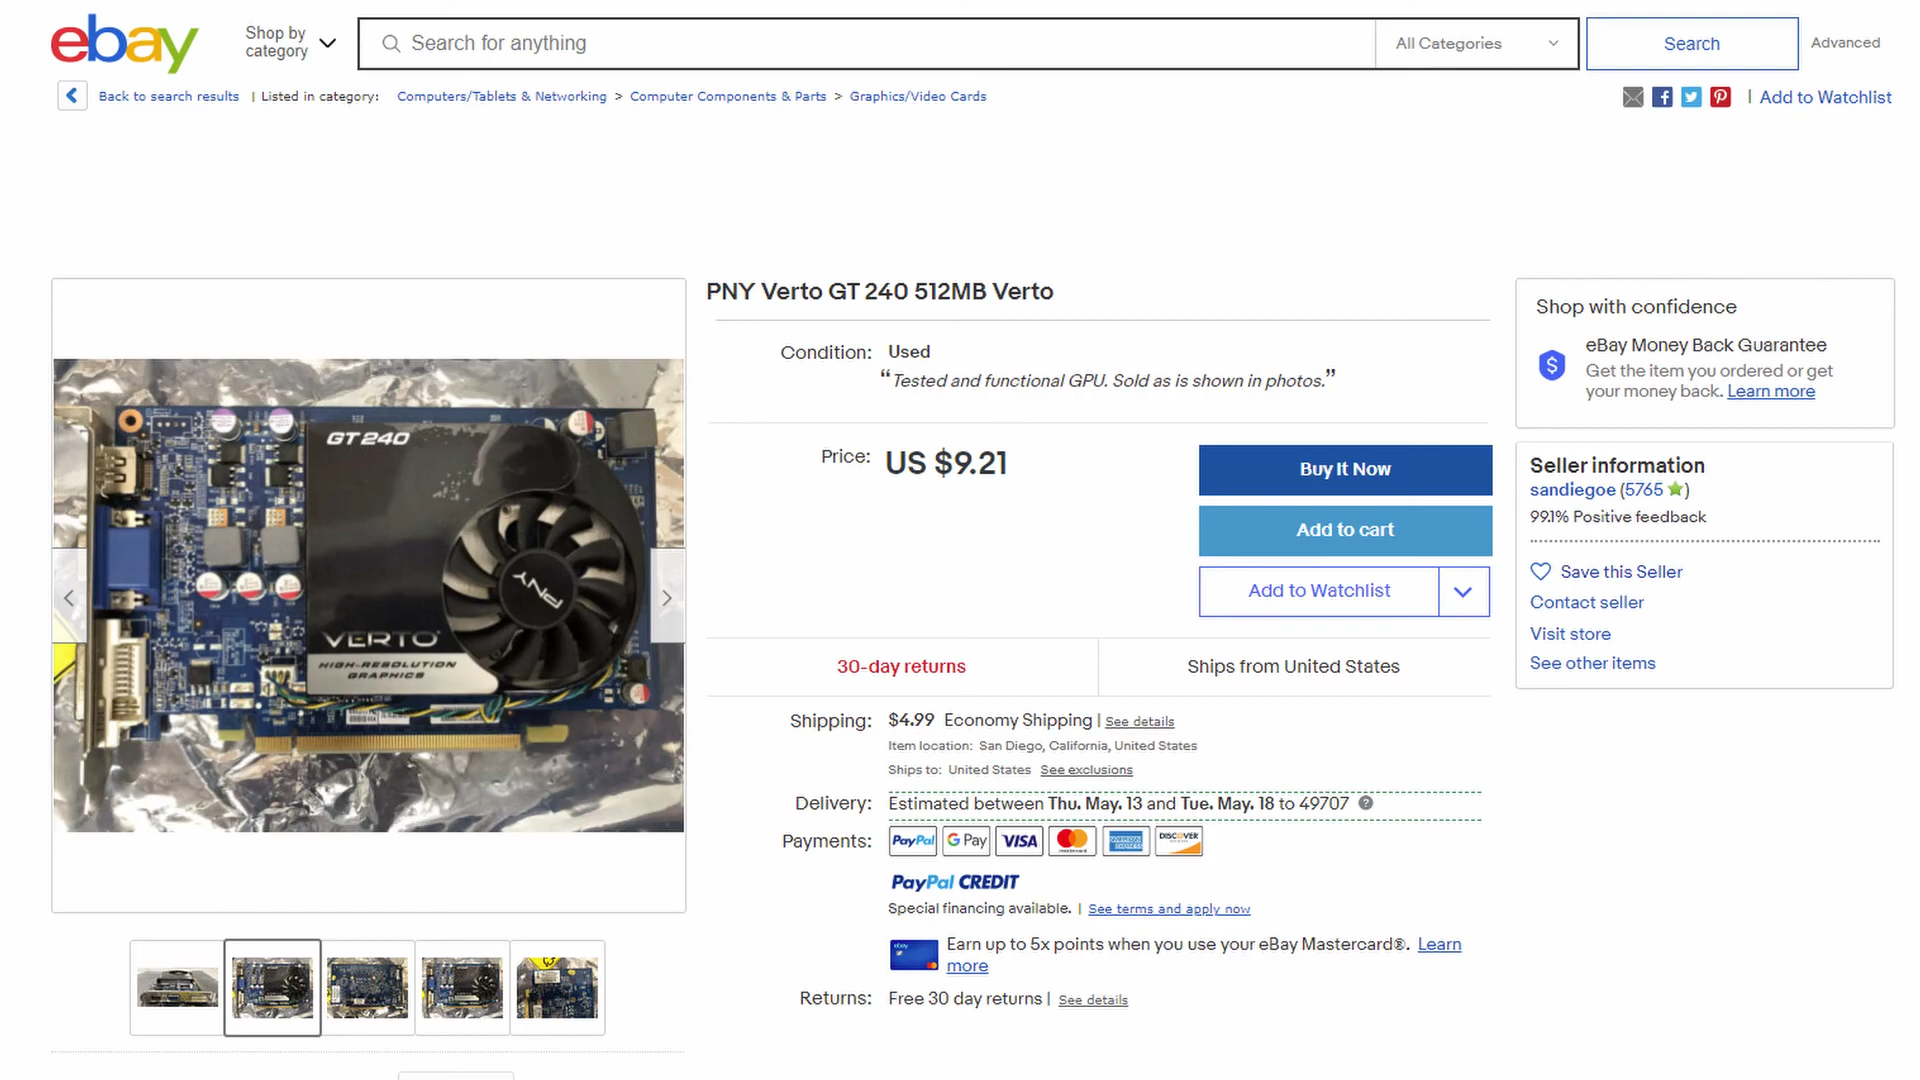 ebay
Shop by
category
Search for anything
All Categories
Search
Advanced
Back to search results | Listed in category: Computers/Tablets & Networking > Computer Components & Parts > Graphics/Video Cards
| Add to Watchlist
PNY Verto GT 240 512MB Verto
Condition: Used
“Tested and functional GPU. Sold as is shown in photos.”
Price: US $9.21
Buy It Now
Add to cart
Add to Watchlist
30-day returns
Ships from United States
Shipping: $4.99 Economy Shipping | See details
Item location: San Diego, California, United States
Ships to: United States See exclusions
Delivery: Estimated between Thu. May. 13 and Tue. May. 18 to 49707
Payments: PayPal G Pay VISA mastercard AMERICAN EXPRESS DISCOVER
PayPal CREDIT
Special financing available. | See terms and apply now
ebay
Earn up to 5x points when you use your eBay Mastercard®. Learn
more
Returns: Free 30 day returns | See details
Shop with confidence
eBay Money Back Guarantee
Get the item you ordered or get
your money back. Learn more
Seller information
sandiegoe (5765)
99.1% Positive feedback
Save this Seller
Contact seller
Visit store
See other items
GT 240
PNY
VERTO
HIGH-RESOLUTION
GRAPHICS